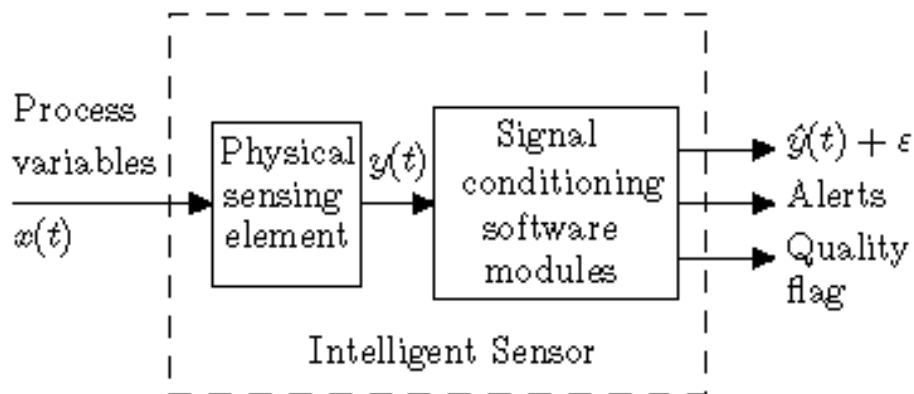 Process
variables
x(t)
Physical
sensing
element
y(t)
Signal
conditioning
software
modules
ŷ(t) + ε
Alerts
Quality
flag
Intelligent Sensor